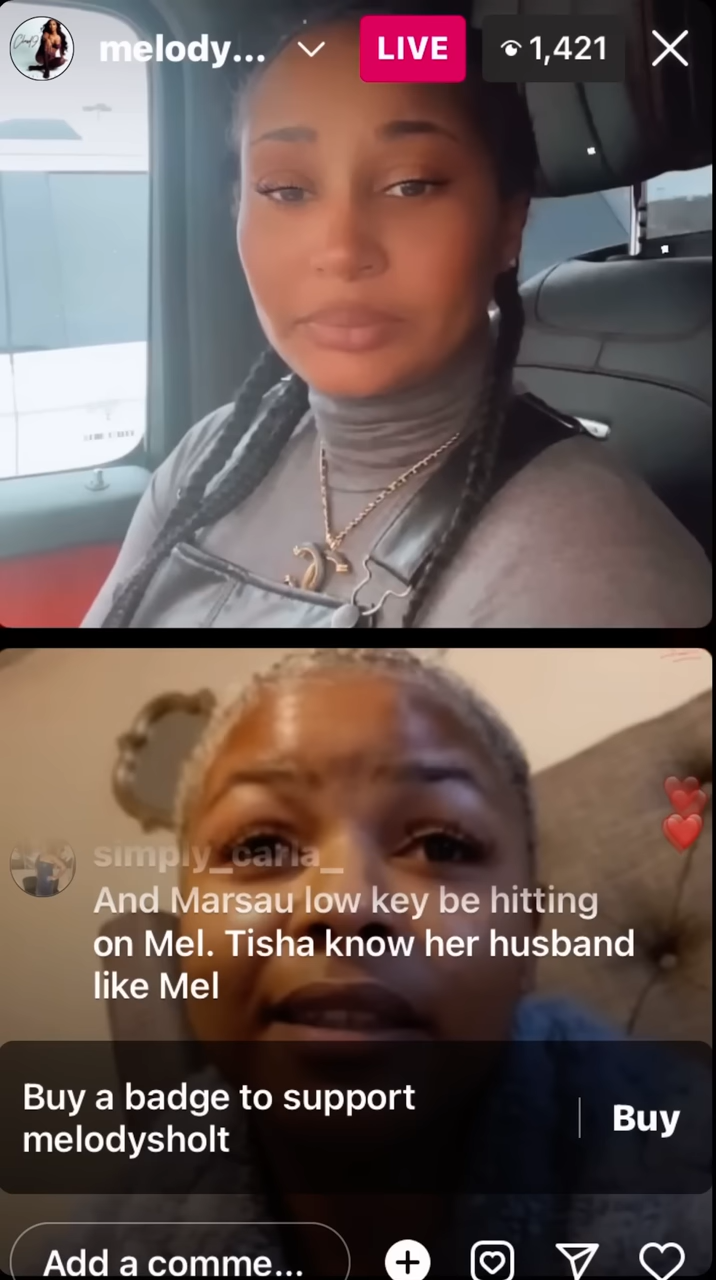 melody...
LIVE
1,421
simply_carla_
And Marsau low key be hitting
on Mel. Tisha know her husband
like Mel
Buy a badge to support
melodysholt
Buy
Add a comme...